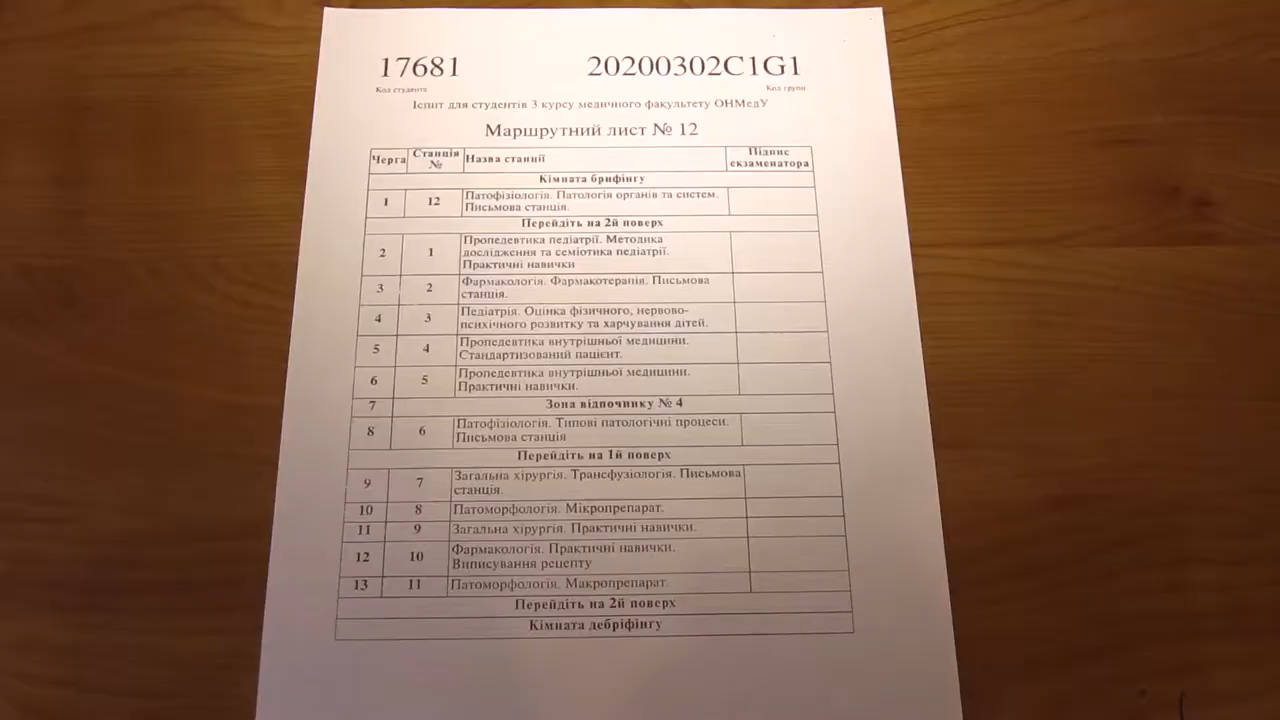 17681 20200302C1G1
Код студента Код групи
Іспит для студентів 3 курсу медичного факультету ОНМедУ
Маршрутний лист № 12
Черга Станція № Назва станції Підпис екзаменатора
Кімната брифінгу
1 12 Патофізіологія. Патологія органів та систем.
Письмова станція.
Перейдіть на 2й поверх
2 1 Пропедевтика педіатрії. Методика
дослідження та семіотика педіатрії.
Практичні навички
3 2 Фармакологія. Фармакотерапія. Письмова
станція.
4 3 Педіатрія. Оцінка фізичного, нервово-
психічного розвитку та харчування дітей.
5 4 Пропедевтика внутрішньої медицини.
Стандартизований пацієнт.
6 5 Пропедевтика внутрішньої медицини.
Практичні навички.
7 Зона відпочинку № 4
8 6 Патофізіологія. Типові патологічні процеси.
Письмова станція
Перейдіть на 1й поверх
9 7 Загальна хірургія. Трансфузіологія. Письмова
станція.
10 8 Патоморфологія. Мікропрепарат.
11 9 Загальна хірургія. Практичні навички.
12 10 Фармакологія. Практичні навички.
Виписування рецепту
13 11 Патоморфологія. Макропрепарат.
Перейдіть на 2й поверх
Кімната дебріфінгу